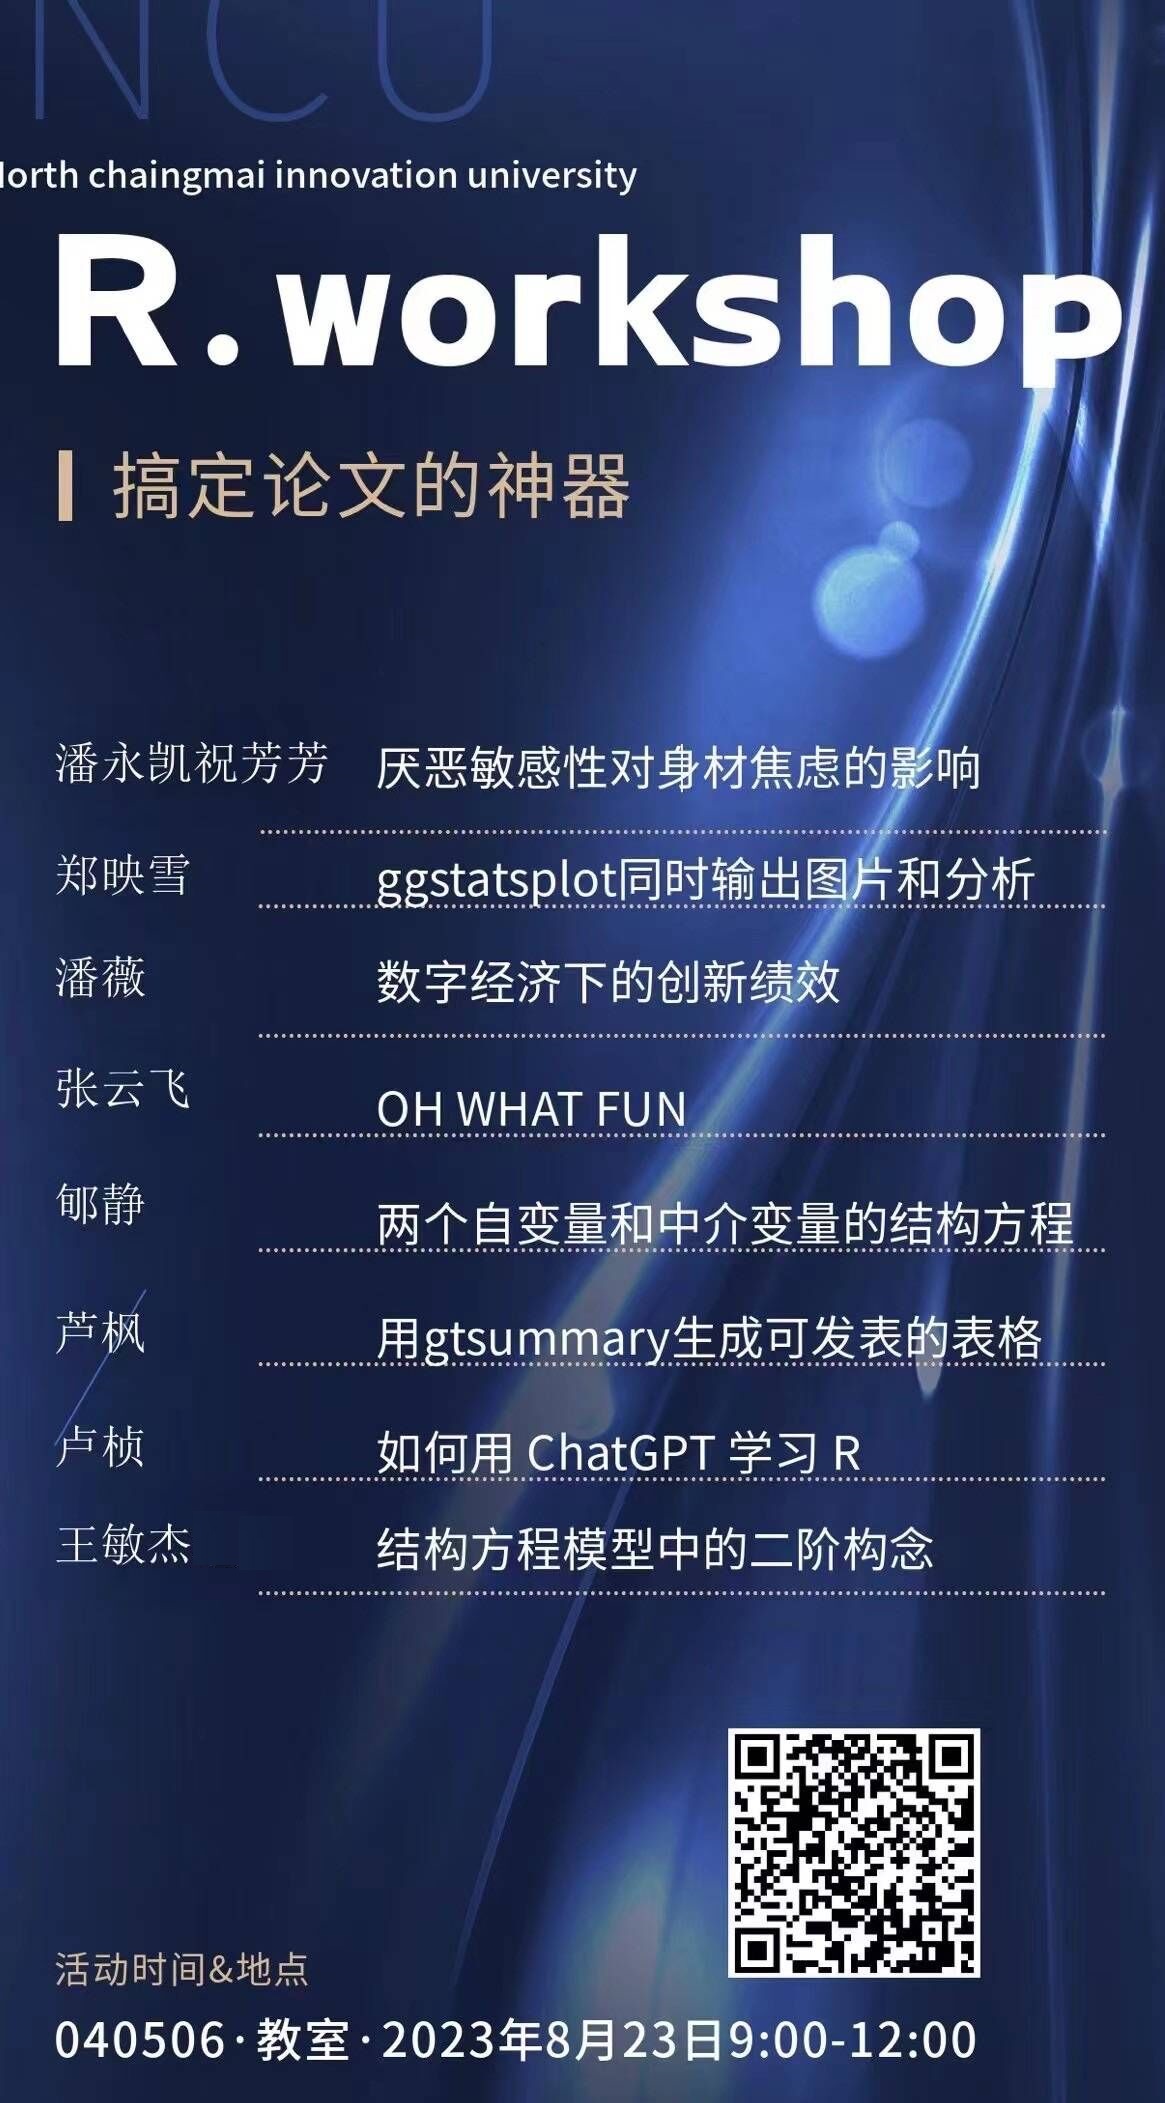 NCU
North chaingmai innovation university
R.workshop
搞定论文的神器
潘永凯祝芳芳 厌恶敏感性对身材焦虑的影响
郑映雪 ggstatsplot同时输出图片和分析
潘薇 数字经济下的创新绩效
张云飞 OH WHAT FUN
郇静 两个自变量和中介变量的结构方程
芦枫 用gtsummary生成可发表的表格
卢桢 如何用 ChatGPT 学习 R
王敏杰 结构方程模型中的二阶构念
活动时间&地点
040506·教室·2023年8月23日9:00-12:00